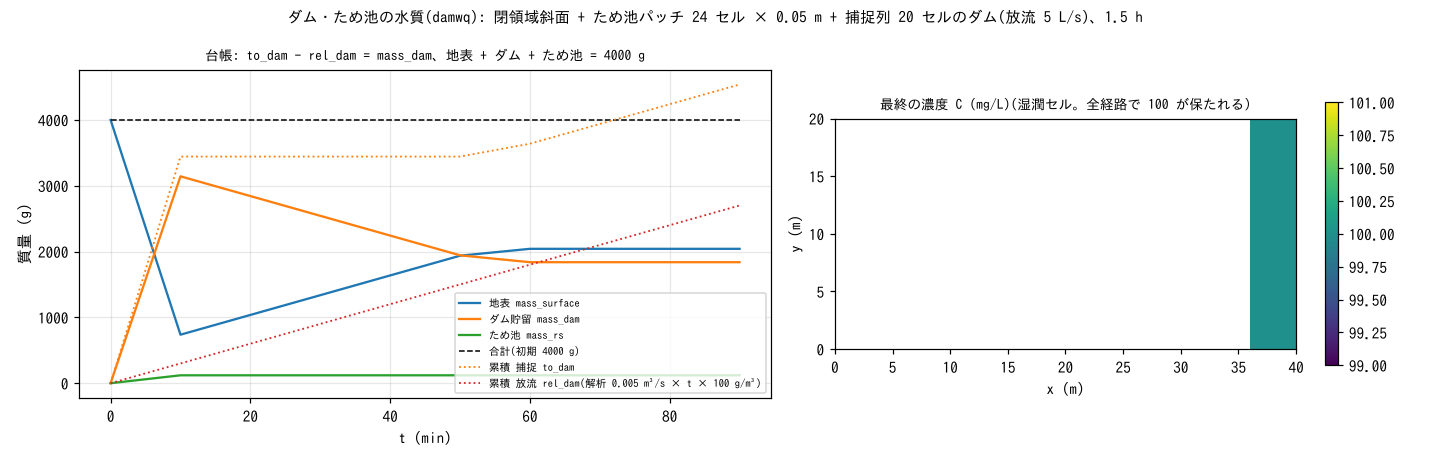 ダム・ため池の水質(damwq): 閉領域斜面 + ため池パッチ 24 セル × 0.05 m + 捕捉列 20 セルのダム(放流 5 L/s)、1.5 h
台帳: to_dam − rel_dam = mass_dam、地表 + ダム + ため池 = 4000 g
質量 (g)
4000
3000
2000
1000
0
0
20
40
60
80
t (min)
地表 mass_surface
ダム貯留 mass_dam
ため池 mass_rs
合計(初期 4000 g)
累積 捕捉 to_dam
累積 放流 rel_dam(解析 0.005 m³/s × t × 100 g/m³)
最終の濃度 C (mg/L)(湿潤セル。全経路で 100 が保たれる)
y (m)
20
15
10
5
0
0
5
10
15
20
25
30
35
40
x (m)
101.00
100.75
100.50
100.25
100.00
99.75
99.50
99.25
99.00